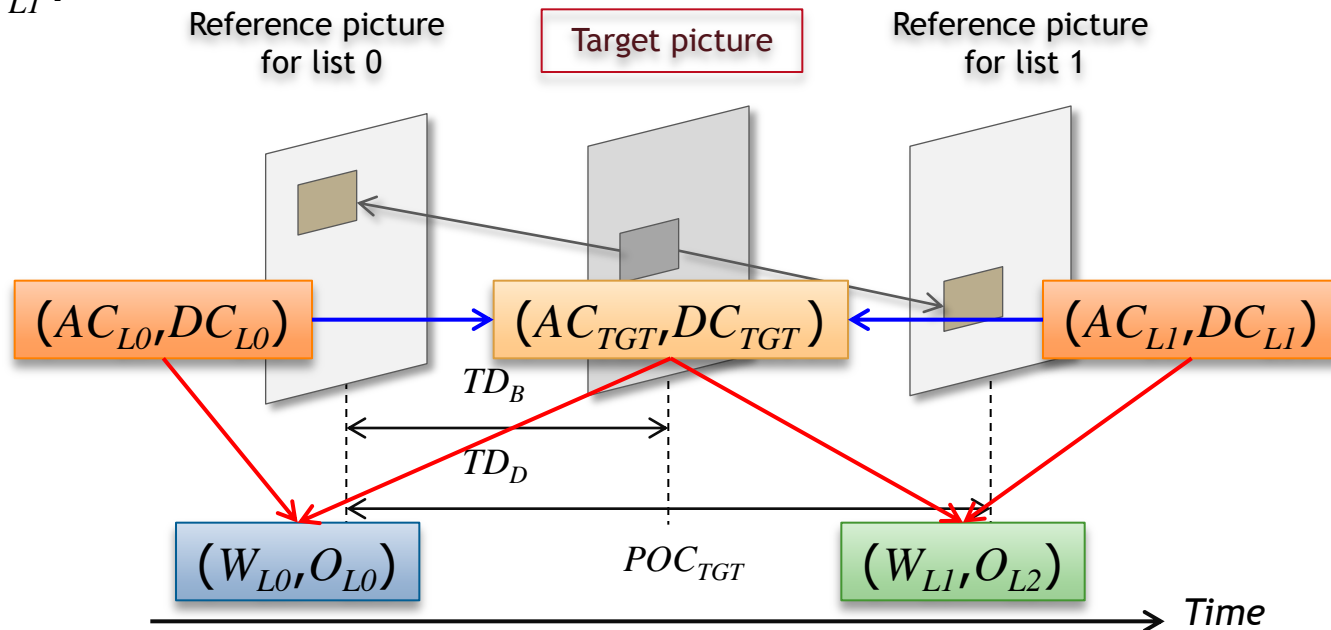 L1 .
Reference picture
for list 0
Target picture
Reference picture
for list 1
(AC_L0,DC_L0)
(AC_TGT,DC_TGT)
(AC_L1,DC_L1)
TD_B
TD_D
(W_L0,O_L0)
POC_TGT
(W_L1,O_L2)
Time